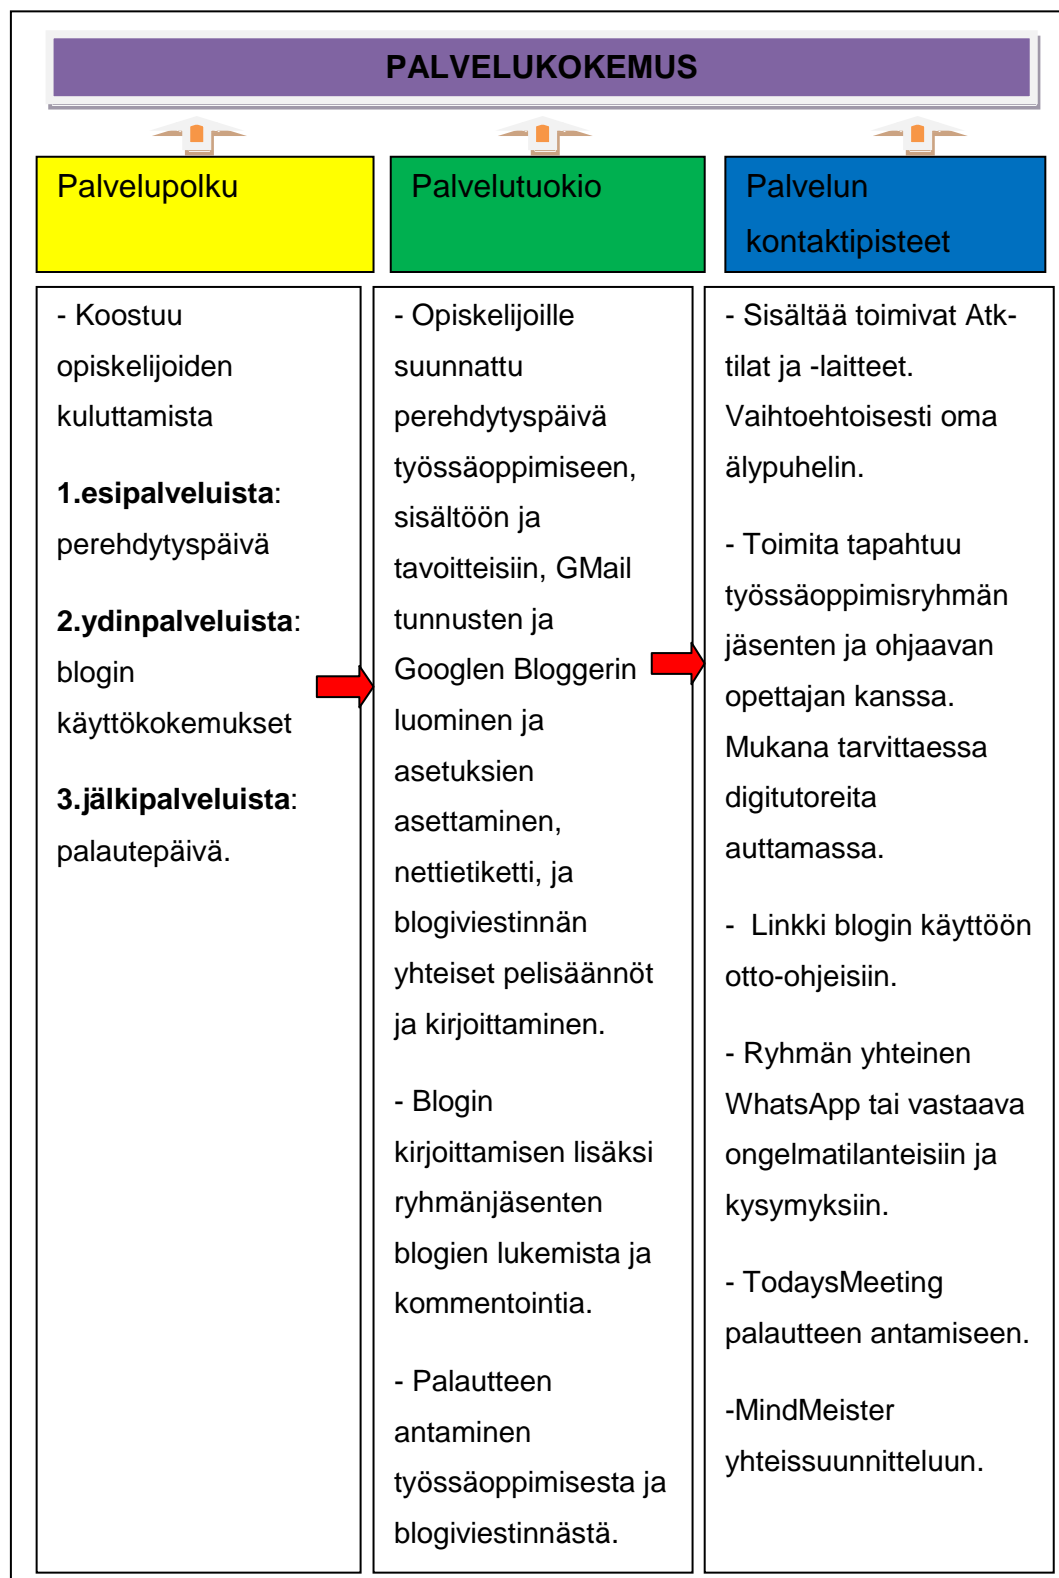 PALVELUKOKEMUS
Palvelupolku
- Koostuu
opiskelijoiden
kuluttamista
1.esipalveluista:
perehdytyspäivä
2.ydinpalveluista:
blogin
käyttökokemukset
3.jälkipalveluista:
palautepäivä.
Palvelutuokio
- Opiskelijoille
suunnattu
perehdytyspäivä
työssäoppimiseen,
sisältöön ja
tavoitteisiin, GMail
tunnusten ja
Googlen Bloggerin
luominen ja
asetuksien
asettaminen,
nettietiketti, ja
blogiviestinnän
yhteiset pelisäännöt
ja kirjoittaminen.
- Blogin
kirjoittamisen lisäksi
ryhmänjäsenten
blogien lukemista ja
kommentointia.
- Palautteen
antaminen
työssäoppimisesta ja
blogiviestinnästä.
Palvelun
kontaktipisteet
- Sisältää toimivat Atk-
tilat ja -laitteet.
Vaihtoehtoisesti oma
älypuhelin.
- Toimita tapahtuu
työssäoppimisryhmän
jäsenten ja ohjaavan
opettajan kanssa.
Mukana tarvittaessa
digitutoreita
auttamassa.
- Linkki blogin käyttöön
otto-ohjeisiin.
- Ryhmän yhteinen
WhatsApp tai vastaava
ongelmatilanteisiin ja
kysymyksiin.
- TodaysMeeting
palautteen antamiseen.
-MindMeister
yhteissuunnitteluun.